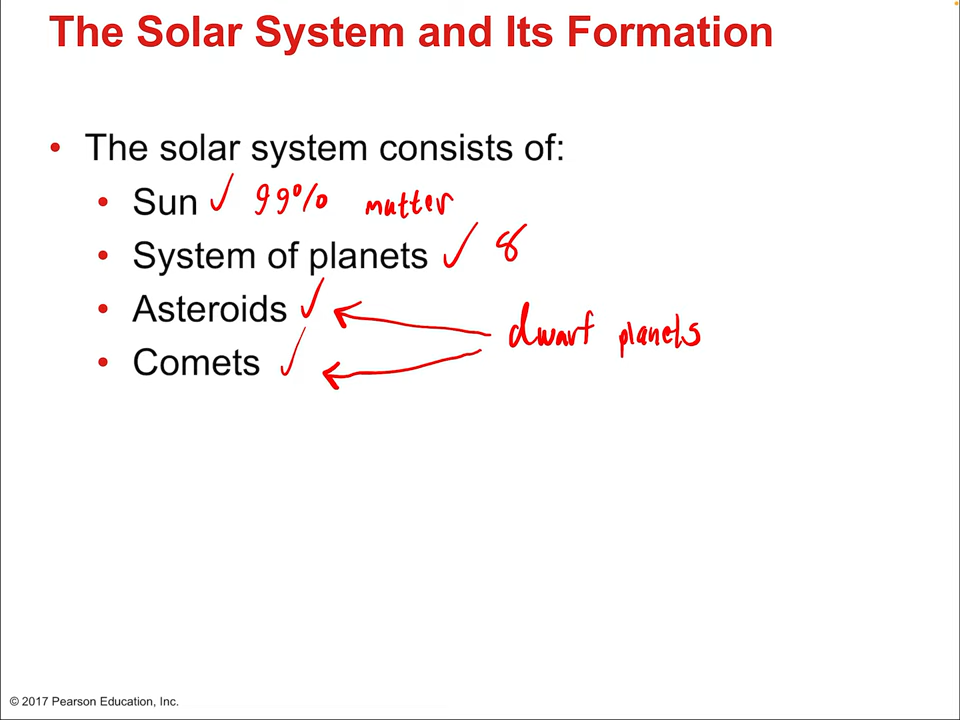 The Solar System and Its Formation
• The solar system consists of:
• Sun ✓ 99% matter
• System of planets ✓ 8
• Asteroids ✓
dwarf planets
• Comets ✓
© 2017 Pearson Education, Inc.